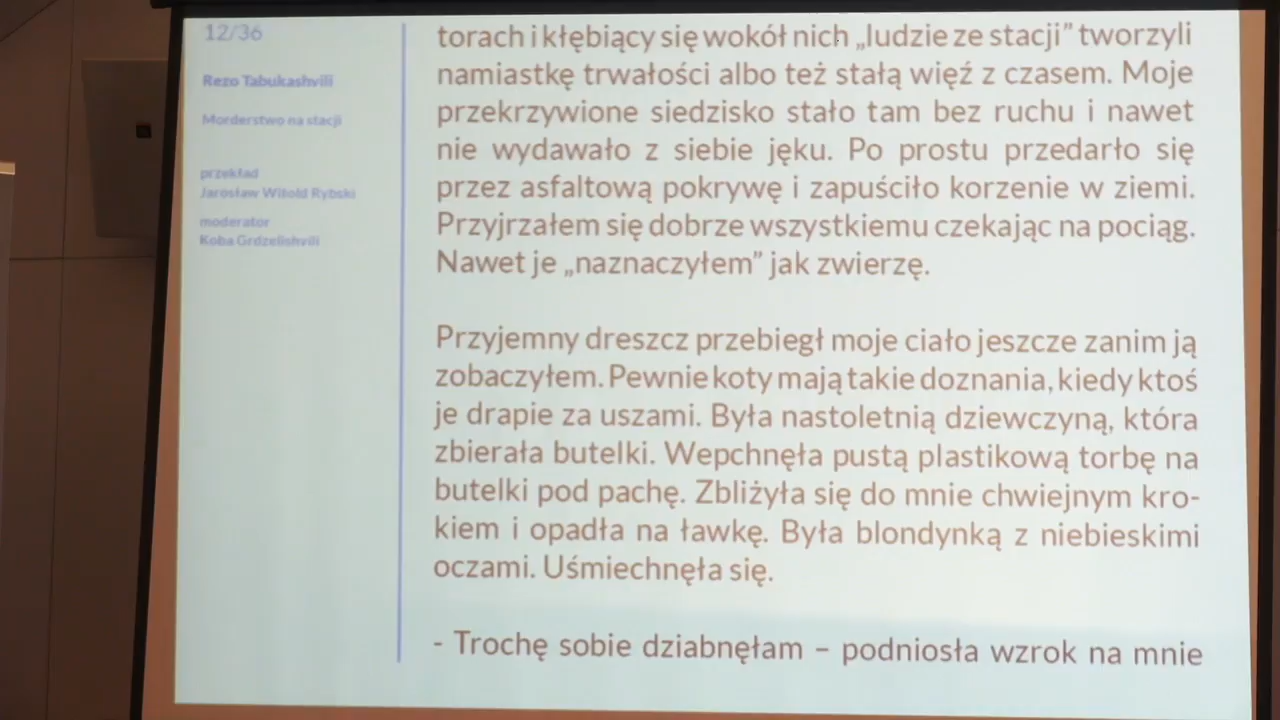 12/36
Rezo Tabukashvili
Morderstwo na stacji
przekład
Jarosław Witold Rybski
moderator
Koba Grdzelishvili
torach i kłębiący się wokół nich „ludzie ze stacji” tworzyli
namiastkę trwałości albo też stałą więź z czasem. Moje
przekrzywione siedzisko stało tam bez ruchu i nawet
nie wydawało z siebie jęku. Po prostu przedarło się
przez asfaltową pokrywę i zapuściło korzenie w ziemi.
Przyjrzałem się dobrze wszystkiemu czekając na pociąg.
Nawet je „naznaczyłem” jak zwierzę.
Przyjemny dreszcz przebiegł moje ciało jeszcze zanim ją
zobaczyłem. Pewnie koty mają takie doznania, kiedy ktoś
je drapie za uszami. Była nastoletnią dziewczyną, która
zbierała butelki. Wepchnęła pustą plastikową torbę na
butelki pod pachę. Zbliżyła się do mnie chwiejnym kro-
kiem i opadła na ławkę. Była blondynką z niebieskimi
oczami. Uśmiechnęła się.
- Trochę sobie dziabnęłam – podniosła wzrok na mnie